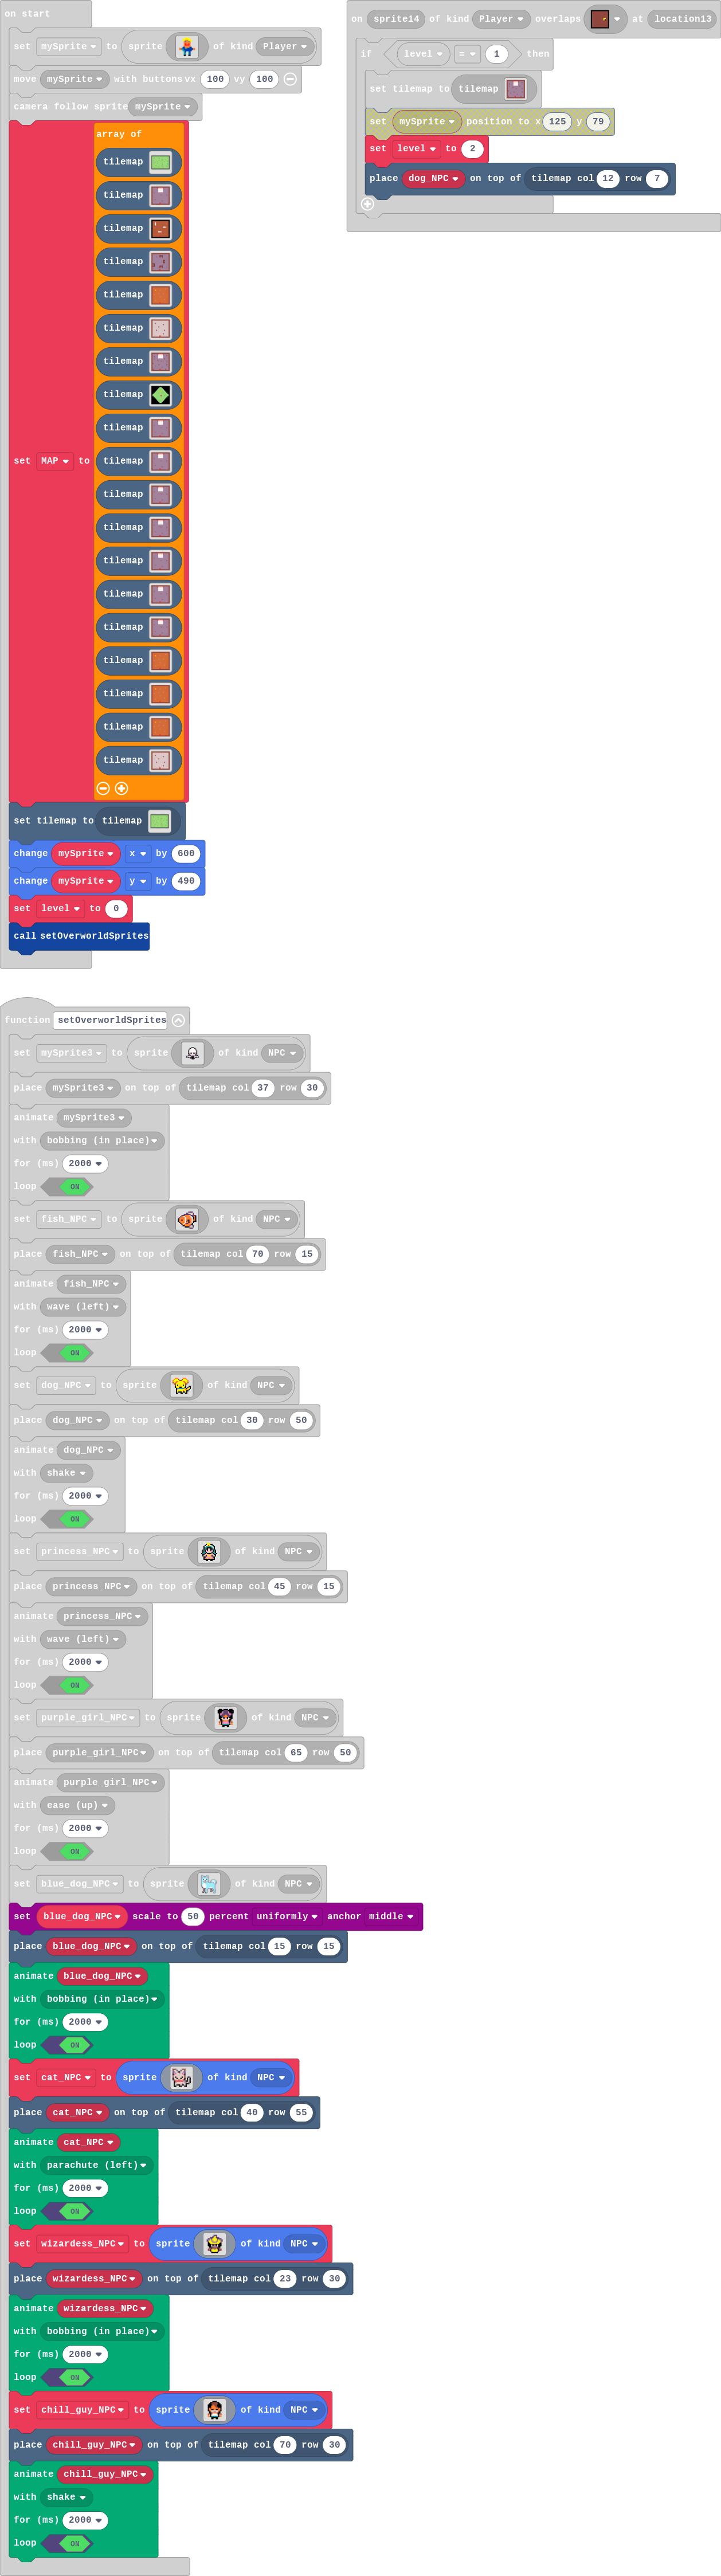 on start
set mySprite to sprite of kind Player
move mySprite with buttons vx 100 vy 100
camera follow sprite mySprite
array of
tilemap
tilemap
tilemap
tilemap
tilemap
tilemap
tilemap
tilemap
tilemap
set MAP to tilemap
tilemap
tilemap
tilemap
tilemap
tilemap
tilemap
tilemap
tilemap
tilemap
set tilemap to tilemap
change mySprite x by 600
change mySprite y by 490
set level to 0
call setOverworldSprites
on sprite14 of kind Player overlaps at location13
if level = 1 then
set tilemap to tilemap
set mySprite position to x 125 y 79
set level to 2
place dog_NPC on top of tilemap col 12 row 7
function setOverworldSprites
set mySprite3 to sprite of kind NPC
place mySprite3 on top of tilemap col 37 row 30
animate mySprite3
with bobbing (in place)
for (ms) 2000
loop ON
set fish_NPC to sprite of kind NPC
place fish_NPC on top of tilemap col 70 row 15
animate fish_NPC
with wave (left)
for (ms) 2000
loop ON
set dog_NPC to sprite of kind NPC
place dog_NPC on top of tilemap col 30 row 50
animate dog_NPC
with shake
for (ms) 2000
loop ON
set princess_NPC to sprite of kind NPC
place princess_NPC on top of tilemap col 45 row 15
animate princess_NPC
with wave (left)
for (ms) 2000
loop ON
set purple_girl_NPC to sprite of kind NPC
place purple_girl_NPC on top of tilemap col 65 row 50
animate purple_girl_NPC
with ease (up)
for (ms) 2000
loop ON
set blue_dog_NPC to sprite of kind NPC
set blue_dog_NPC scale to 50 percent uniformly anchor middle
place blue_dog_NPC on top of tilemap col 15 row 15
animate blue_dog_NPC
with bobbing (in place)
for (ms) 2000
loop ON
set cat_NPC to sprite of kind NPC
place cat_NPC on top of tilemap col 40 row 55
animate cat_NPC
with parachute (left)
for (ms) 2000
loop ON
set wizardess_NPC to sprite of kind NPC
place wizardess_NPC on top of tilemap col 23 row 30
animate wizardess_NPC
with bobbing (in place)
for (ms) 2000
loop ON
set chill_guy_NPC to sprite of kind NPC
place chill_guy_NPC on top of tilemap col 70 row 30
animate chill_guy_NPC
with shake
for (ms) 2000
loop ON